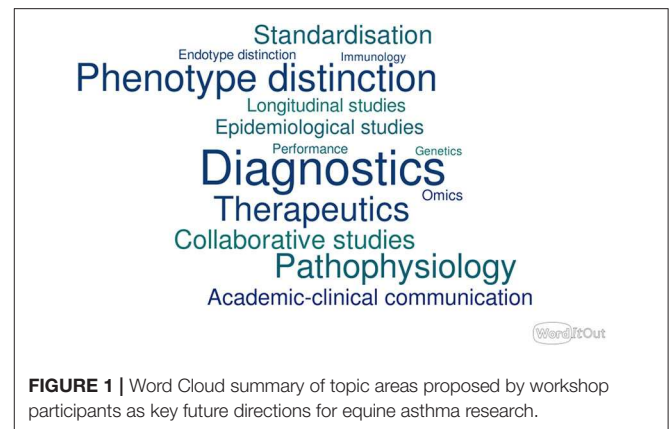 Standardisation
Endotype distinction Immunology
Phenotype distinction
Longitudinal studies
Epidemiological studies
Performance Genetics
Diagnostics
Omics
Therapeutics
Collaborative studies
Pathophysiology
Academic-clinical communication
WordItOut
FIGURE 1 | Word Cloud summary of topic areas proposed by workshop
participants as key future directions for equine asthma research.